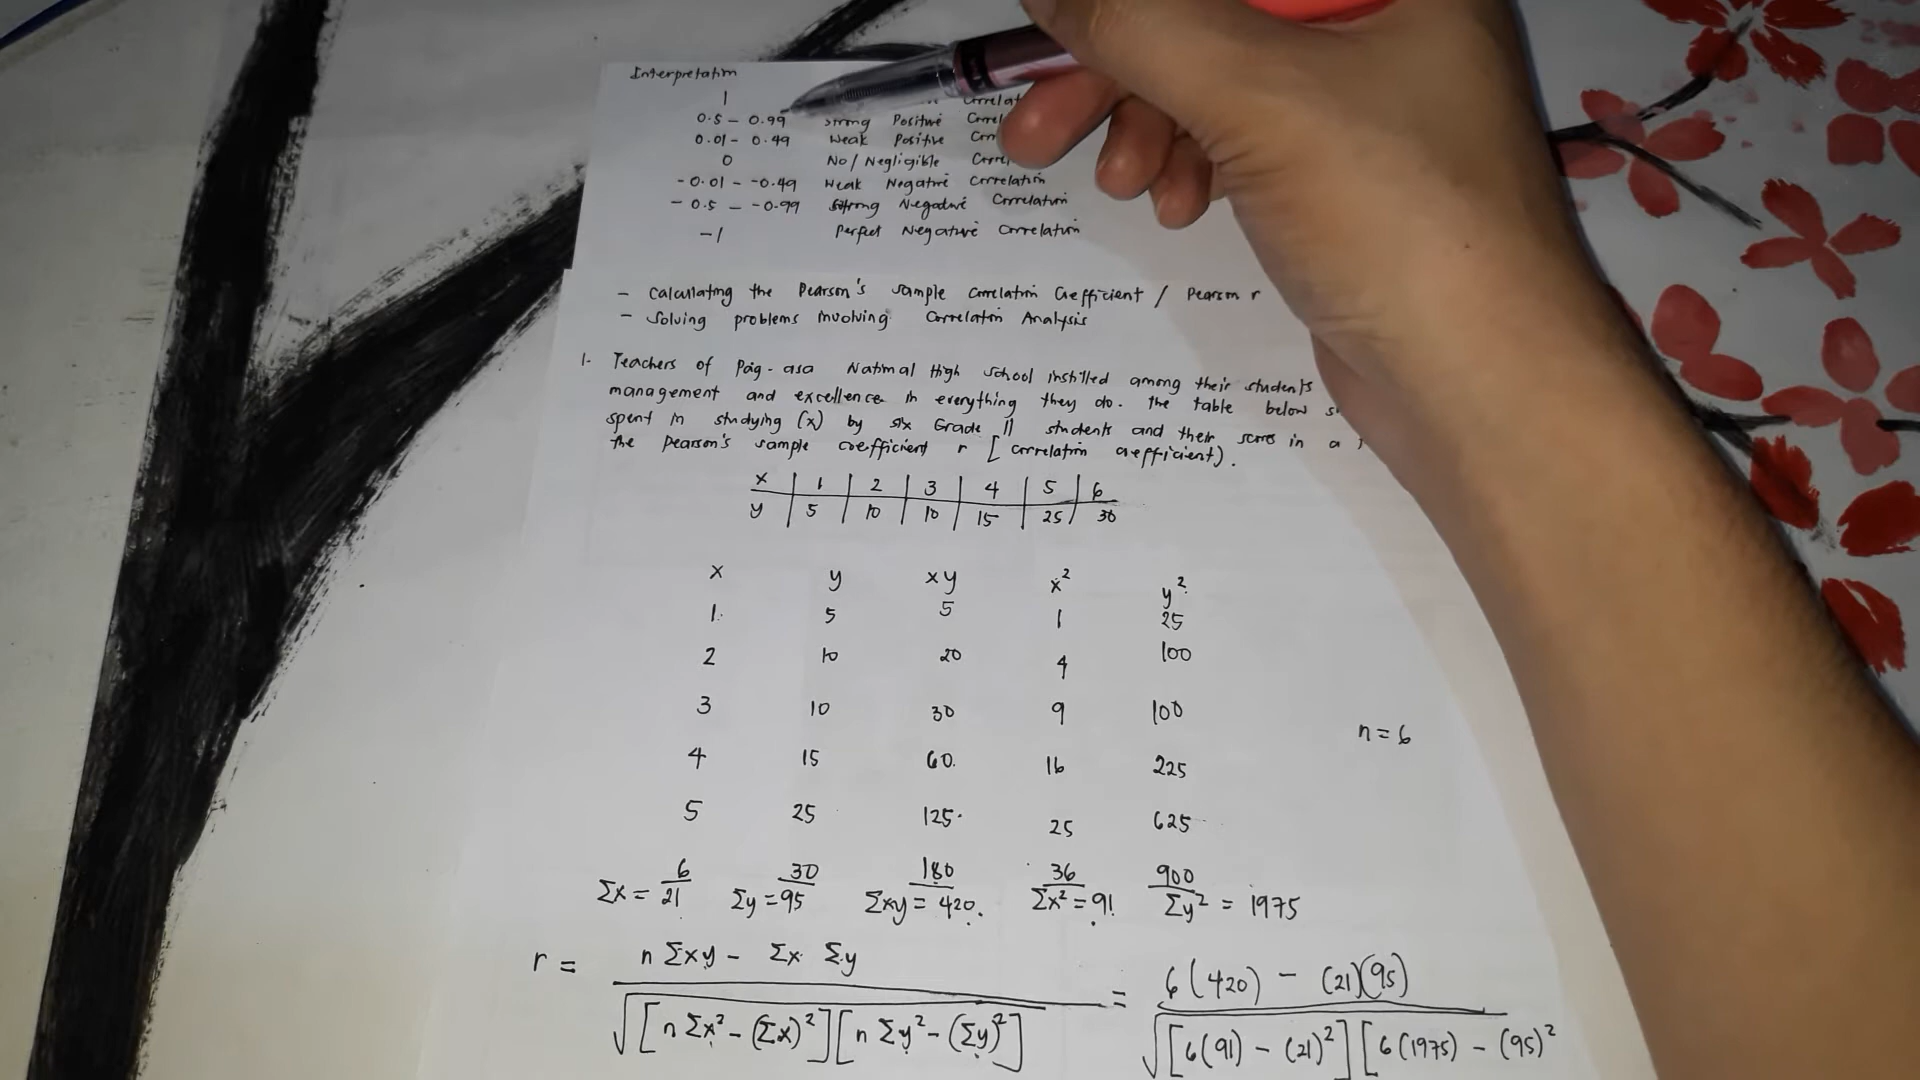 Interpretatim
1 Correlat
0.5 - 0.99 Strong Positive Correl
0.01 - 0.49 Weak Positive Corr
0 No / Negligible Correl
-0.01 - -0.49 Weak Negative Correlation
-0.5 - -0.99 Strong Negative Correlation
-1 Perfect Negative Correlation
- Calculating the Pearson's sample Correlation Coefficient / Pearson r
- Solving problems Involving Correlation Analysis
1. Teachers of Pag-asa National High School instilled among their students
management and excellence in everything they do. The table below s
spent in studying (x) by six Grade 11 students and their scores in a
the Pearson's sample coefficient r [correlation coefficient).
x | 1 | 2 | 3 | 4 | 5 | 6
y | 5 | 10 | 10 | 15 | 25 | 30
x y xy x² y²
1 5 5 1 25
2 10 20 4 100
3 10 30 9 100
n = 6
4 15 60 16 225
5 25 125 25 625
6 30 180 36 900
Σx = 21 Σy = 95 Σxy = 420 Σx² = 91 Σy² = 1975
r = n Σxy - Σx Σy / √[n Σx² - (Σx)²][n Σy² - (Σy)²] = 6(420) - (21)(95) / √[6(91) - (21)²][6(1975) - (95)²